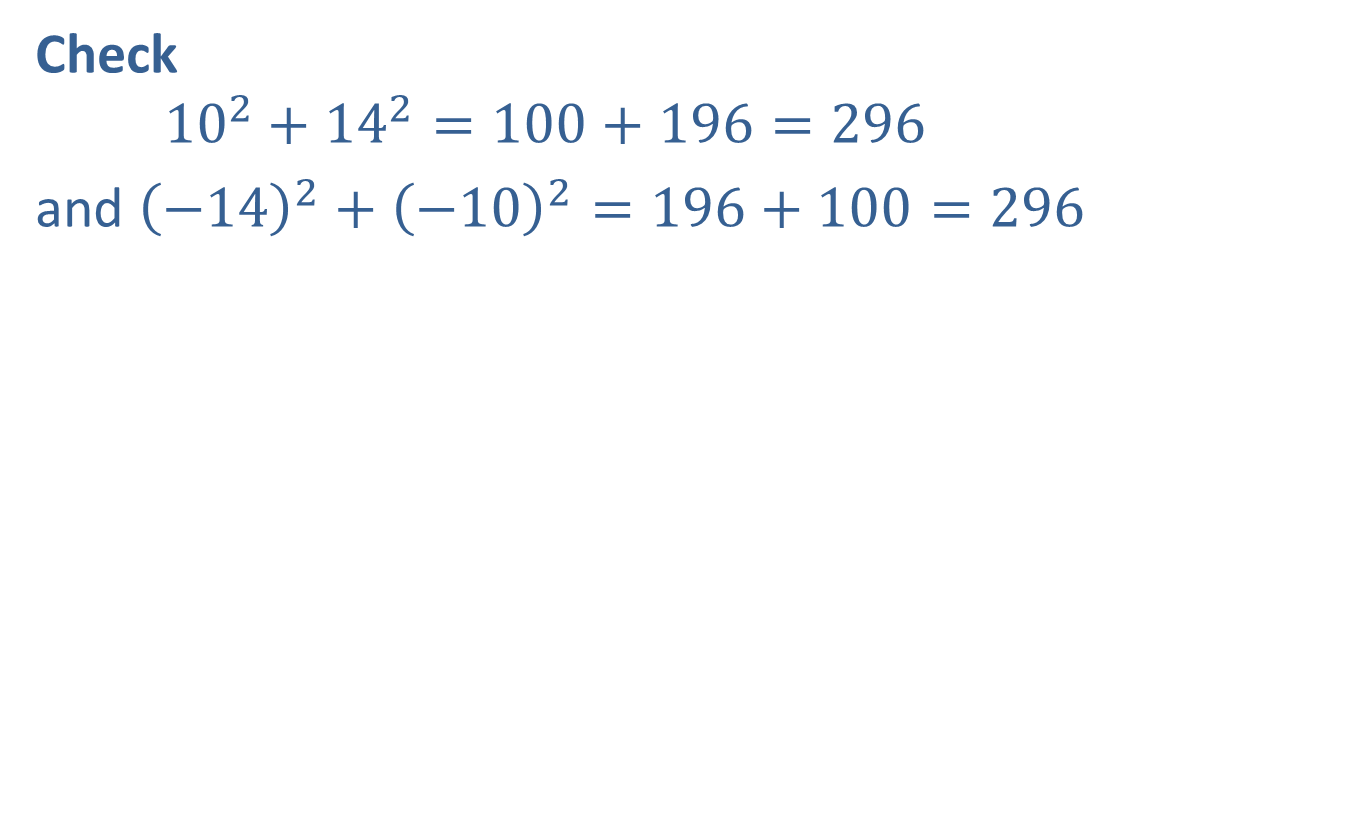 Check
10² + 14² = 100 + 196 = 296
and (−14)² + (−10)² = 196 + 100 = 296